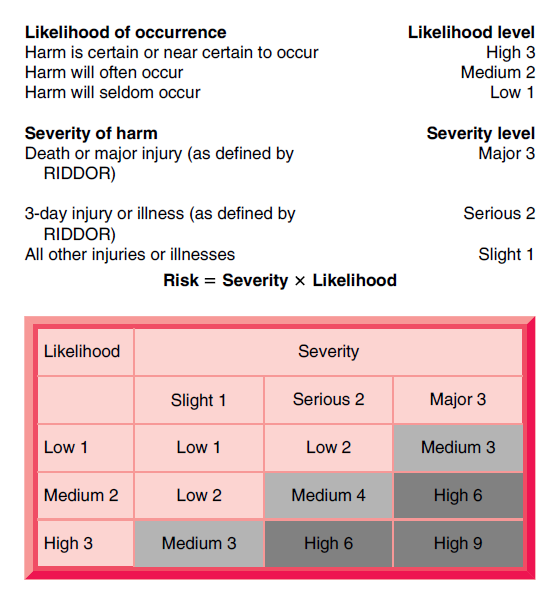 Likelihood of occurrence Likelihood level
Harm is certain or near certain to occur High 3
Harm will often occur Medium 2
Harm will seldom occur Low 1
Severity of harm Severity level
Death or major injury (as defined by Major 3
RIDDOR)
3-day injury or illness (as defined by Serious 2
RIDDOR)
All other injuries or illnesses Slight 1
Risk = Severity × Likelihood
Likelihood Severity
Slight 1 Serious 2 Major 3
Low 1 Low 1 Low 2 Medium 3
Medium 2 Low 2 Medium 4 High 6
High 3 Medium 3 High 6 High 9